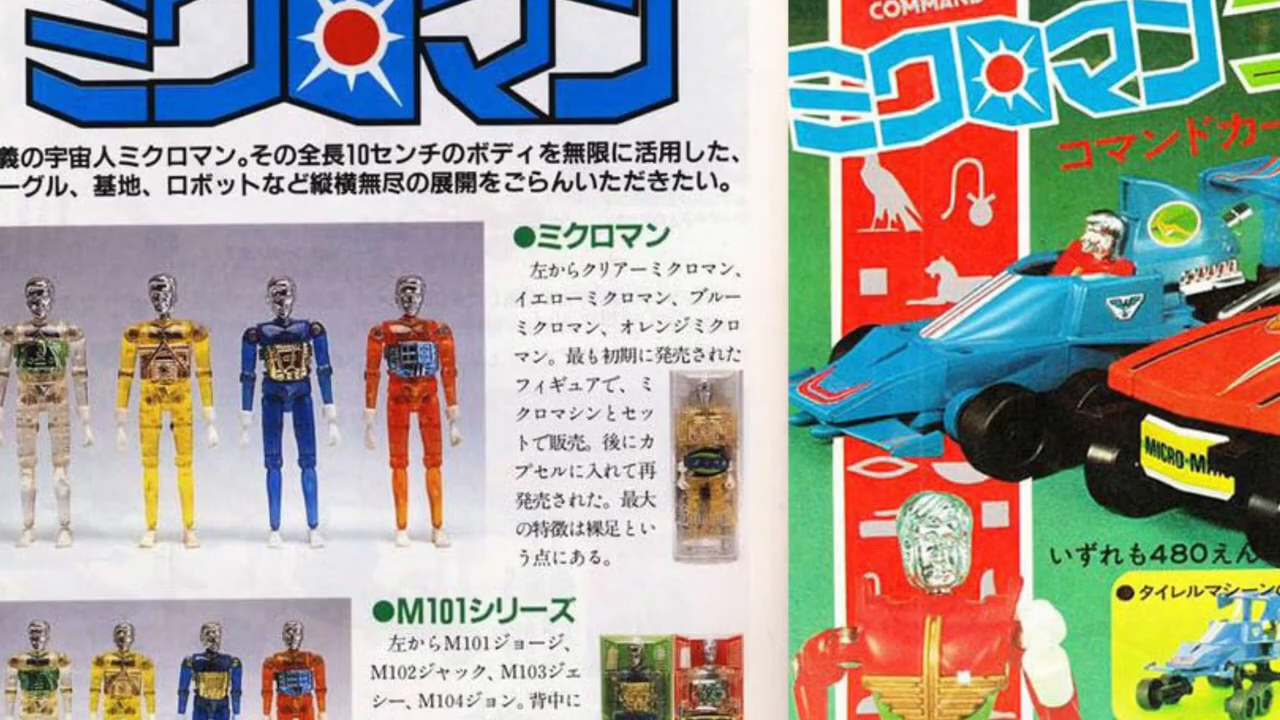 ミクロマン
義の宇宙人ミクロマン。その全長10センチのボディを無限に活用した、
ーグル、基地、ロボットなど縦横無尽の展開をごらんいただきたい。
●ミクロマン
左からクリアーミクロマン、
イエローミクロマン、ブルー
ミクロマン、オレンジミクロ
マン。最も初期に発売された
フィギュアで、ミ
クロマシンとセッ
トで販売。後にカ
プセルに入れて再
発売された。最大
の特徴は裸足とい
う点にある。
●M101シリーズ
左からM101ジョージ、
M102ジャック、M103ジェ
シー、M104ジョン。背中に
COMMAND
ミクロマン
コマンドカー
MICRO-MAN
いずれも480えん
●タイレルマシーン